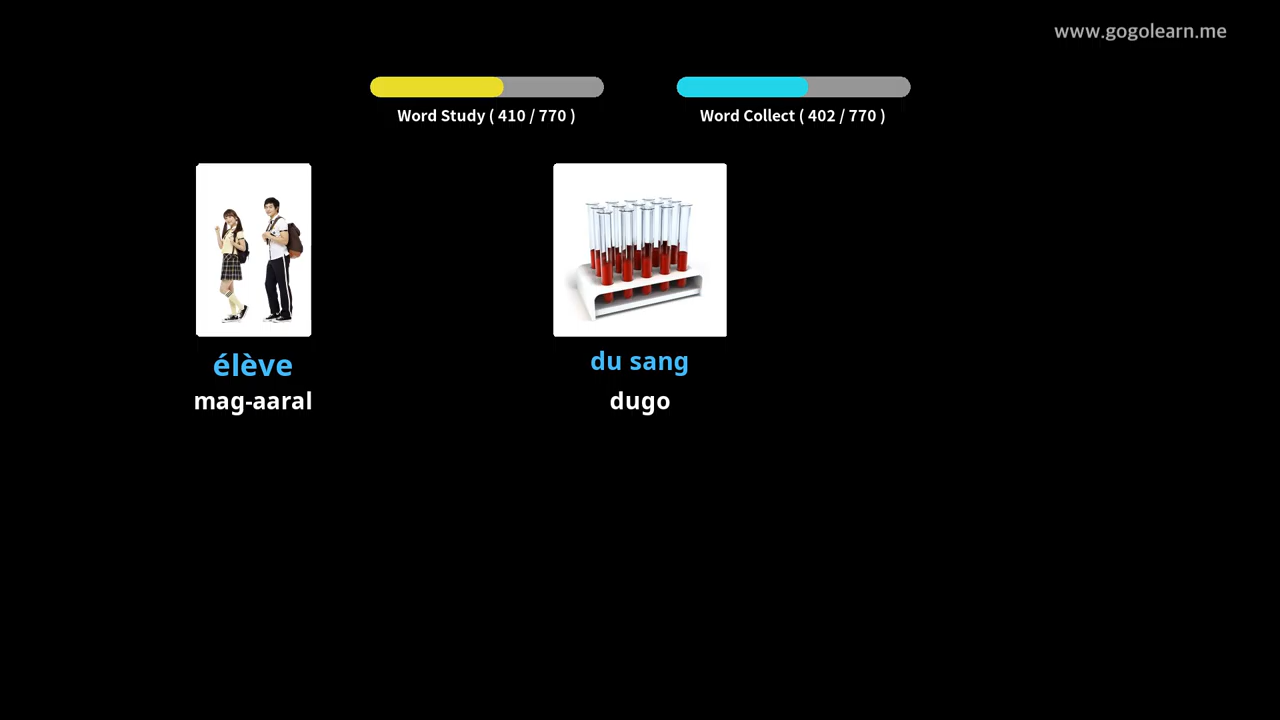 www.gogolearn.me
Word Study ( 410 / 770 )
Word Collect ( 402 / 770 )
élève
mag-aaral
du sang
dugo